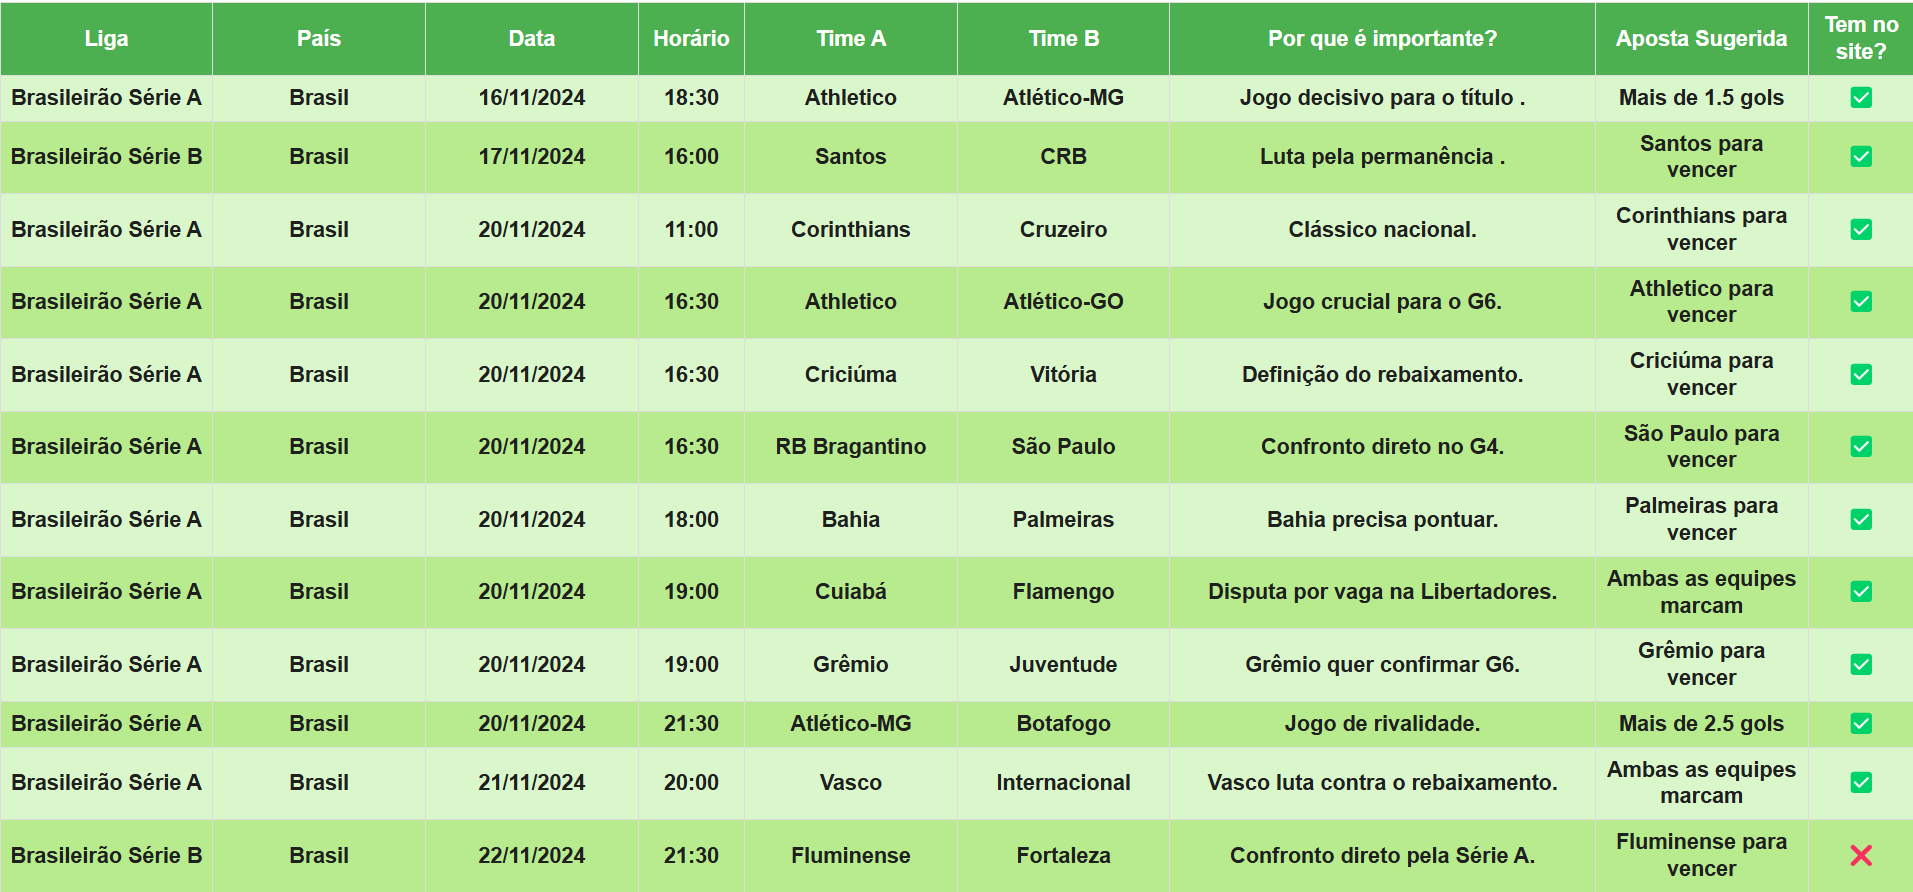 Liga País Data Horário Time A Time B Por que é importante? Aposta Sugerida Tem no site?
Brasileirão Série A Brasil 16/11/2024 18:30 Athletico Atlético-MG Jogo decisivo para o título . Mais de 1.5 gols
Brasileirão Série B Brasil 17/11/2024 16:00 Santos CRB Luta pela permanência . Santos para vencer
Brasileirão Série A Brasil 20/11/2024 11:00 Corinthians Cruzeiro Clássico nacional. Corinthians para vencer
Brasileirão Série A Brasil 20/11/2024 16:30 Athletico Atlético-GO Jogo crucial para o G6. Athletico para vencer
Brasileirão Série A Brasil 20/11/2024 16:30 Criciúma Vitória Definição do rebaixamento. Criciúma para vencer
Brasileirão Série A Brasil 20/11/2024 16:30 RB Bragantino São Paulo Confronto direto no G4. São Paulo para vencer
Brasileirão Série A Brasil 20/11/2024 18:00 Bahia Palmeiras Bahia precisa pontuar. Palmeiras para vencer
Brasileirão Série A Brasil 20/11/2024 19:00 Cuiabá Flamengo Disputa por vaga na Libertadores. Ambas as equipes marcam
Brasileirão Série A Brasil 20/11/2024 19:00 Grêmio Juventude Grêmio quer confirmar G6. Grêmio para vencer
Brasileirão Série A Brasil 20/11/2024 21:30 Atlético-MG Botafogo Jogo de rivalidade. Mais de 2.5 gols
Brasileirão Série A Brasil 21/11/2024 20:00 Vasco Internacional Vasco luta contra o rebaixamento. Ambas as equipes marcam
Brasileirão Série B Brasil 22/11/2024 21:30 Fluminense Fortaleza Confronto direto pela Série A. Fluminense para vencer